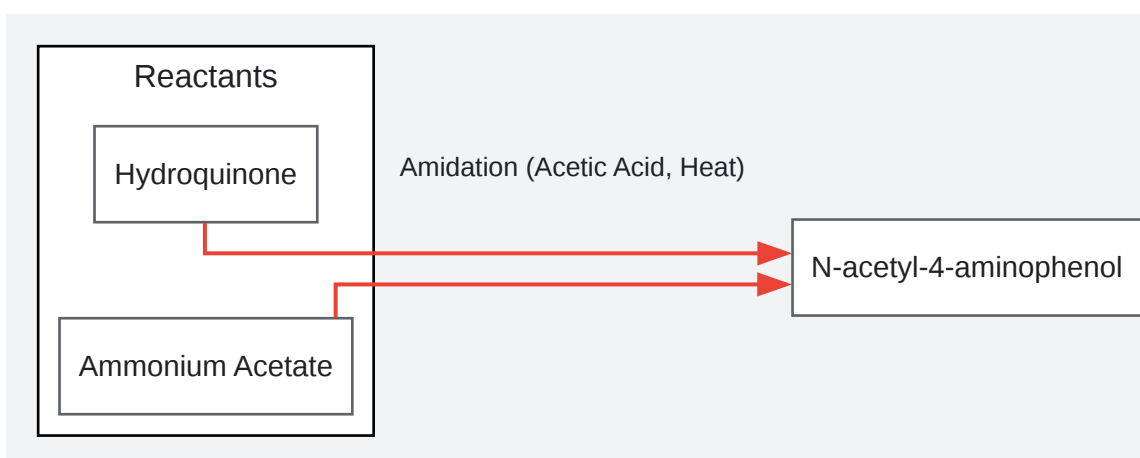 Reactants
Hydroquinone
Amidation (Acetic Acid, Heat)
N-acetyl-4-aminophenol
Ammonium Acetate